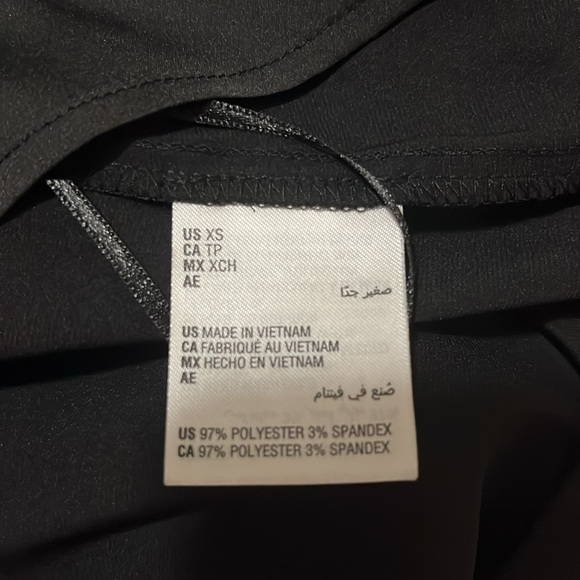 US XS
CA TP
MX XCH
AE
صغير جدًا
US MADE IN VIETNAM
CA FABRIQUÉ AU VIETNAM
MX HECHO EN VIETNAM
AE
صُنع في فيتنام
US 97% POLYESTER 3% SPANDEX
CA 97% POLYESTER 3% SPANDEX